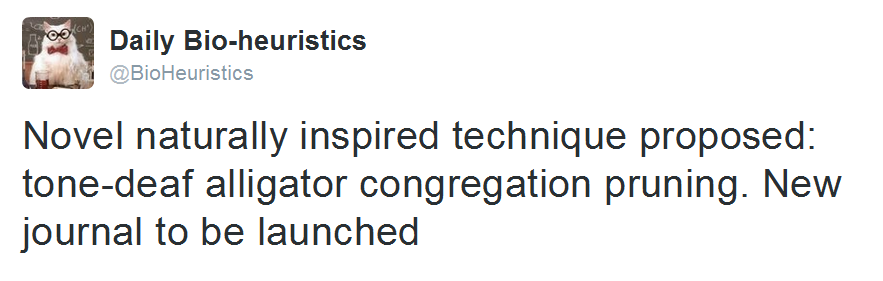 Daily Bio-heuristics
@BioHeuristics
Novel naturally inspired technique proposed:
tone-deaf alligator congregation pruning. New
journal to be launched